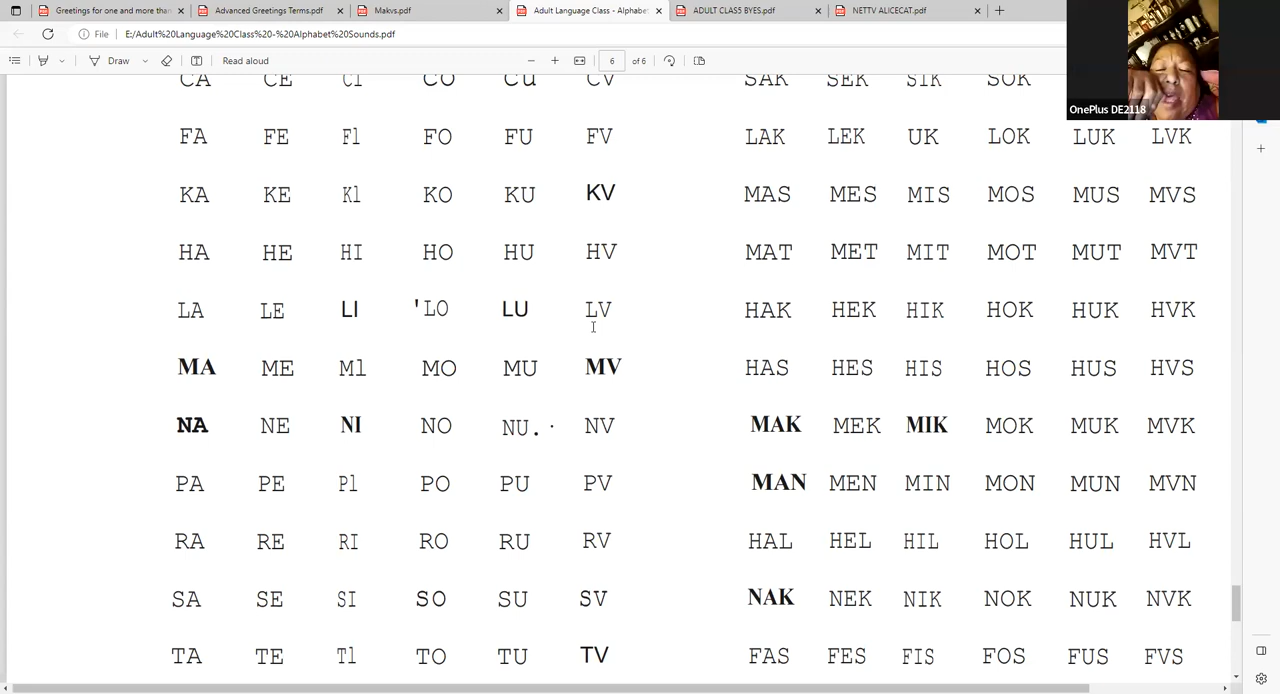 Greetings for one and more than
Advanced Greetings Terms.pdf
Makvs.pdf
Adult Language Class - Alphabet
ADULT CLAS5 BYES.pdf
NETTV ALICECAT.pdf
File E:/Adult%20Language%20Class%20-%20Alphabet%20Sounds.pdf
Draw Read aloud 6 of 6
OnePlus DE2118
CA CE CI CO Cu CV SAK SEK SIK SOK
FA FE Fl FO FU FV LAK LEK UK LOK LUK LVK
KA KE Kl KO KU KV MAS MES MIS MOS MUS MVS
HA HE HI HO HU HV MAT MET MIT MOT MUT MVT
LA LE LI 'LO LU LV HAK HEK HIK HOK HUK HVK
MA ME Ml MO MU MV HAS HES HIS HOS HUS HVS
NA NE NI NO NU. · NV MAK MEK MIK MOK MUK MVK
PA PE Pl PO PU PV MAN MEN MIN MON MUN MVN
RA RE RI RO RU RV HAL HEL HIL HOL HUL HVL
SA SE SI SO SU SV NAK NEK NIK NOK NUK NVK
TA TE Tl TO TU TV FAS FES FIS FOS FUS FVS